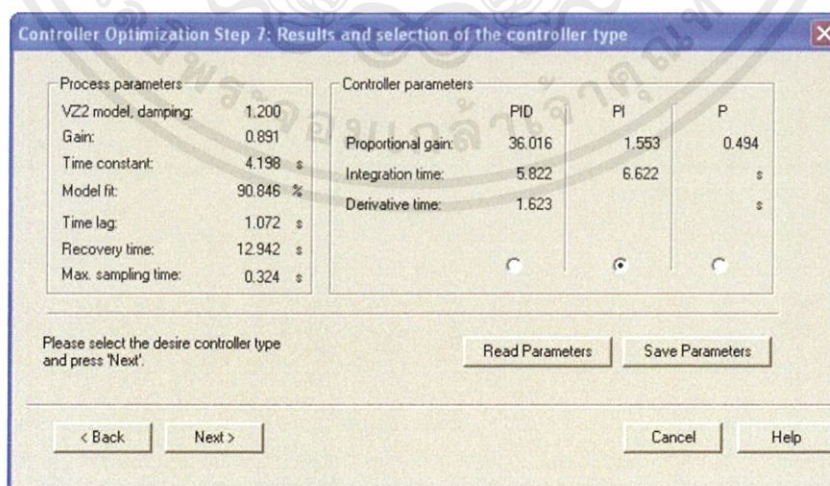 Controller Optimization Step 7: Results and selection of the controller type
Process parameters
VZ2 model, damping: 1.200
Gain: 0.891
Time constant: 4.198 s
Model fit: 90.846 %
Time lag: 1.072 s
Recovery time: 12.942 s
Max. sampling time: 0.324 s
Controller parameters
PID PI P
Proportional gain: 36.016 1.553 0.494
Integration time: 5.822 6.622 s
Derivative time: 1.623 s
Please select the desire controller type
and press 'Next'.
Read Parameters Save Parameters
< Back Next > Cancel Help